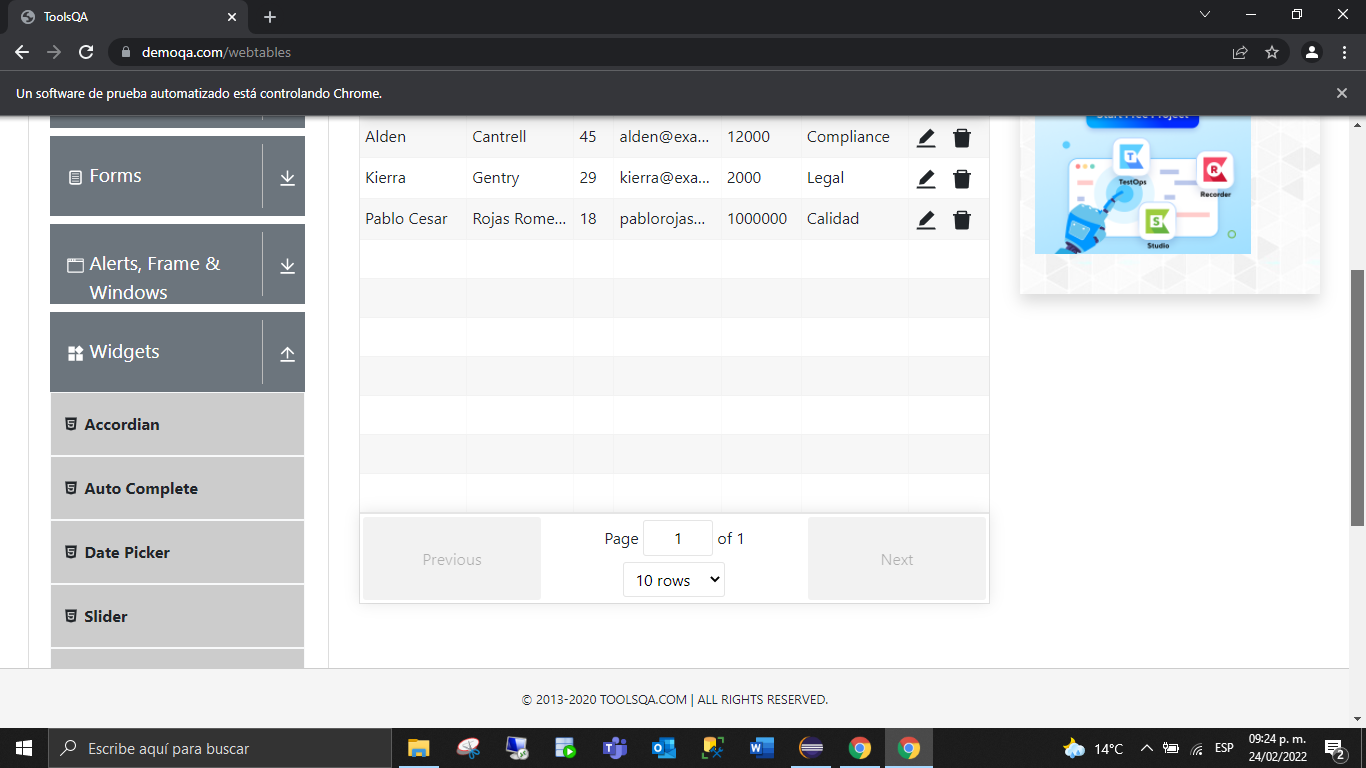 ToolsQA
demoqa.com/webtables
Un software de prueba automatizado está controlando Chrome.
Forms
Alerts, Frame &
Windows
Widgets
Accordian
Auto Complete
Date Picker
Slider
Alden Cantrell 45 alden@exa... 12000 Compliance
Kierra Gentry 29 kierra@exa... 2000 Legal
Pablo Cesar Rojas Rome... 18 pablorojas... 1000000 Calidad
Previous
Page 1 of 1
10 rows
Next
Start Free Project
TestOps
Recorder
Studio
© 2013-2020 TOOLSQA.COM | ALL RIGHTS RESERVED.
Escribe aquí para buscar
14°C
ESP
09:24 p. m.
24/02/2022
2